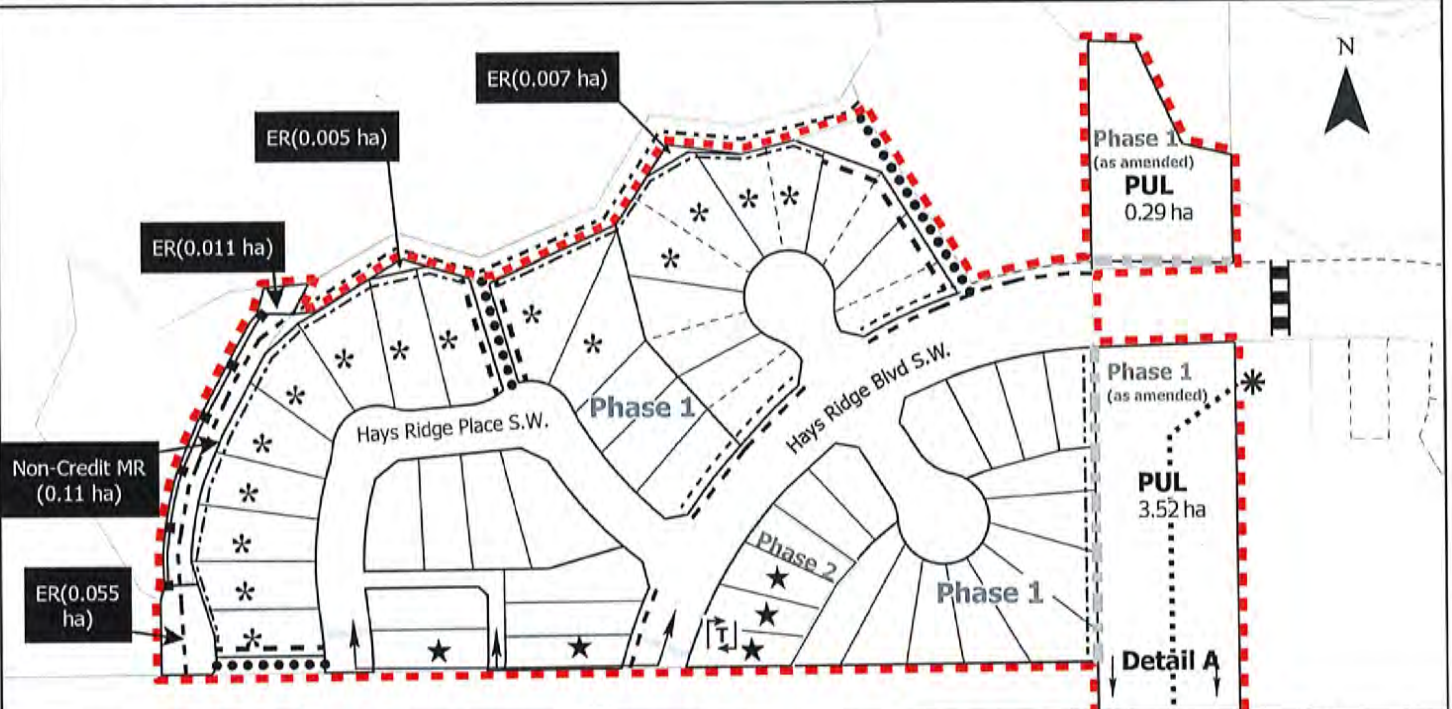 N
ER(0.007 ha)
ER(0.005 ha)
Phase 1
(as amended)
PUL
0.29 ha
ER(0.011 ha)
Hays Ridge Blvd S.W.
Phase 1
(as amended)
Phase 1
Hays Ridge Place S.W.
Non-Credit MR
(0.11 ha)
PUL
3.52 ha
Phase 2
Phase 1
ER(0.055
ha)
T
Detail A